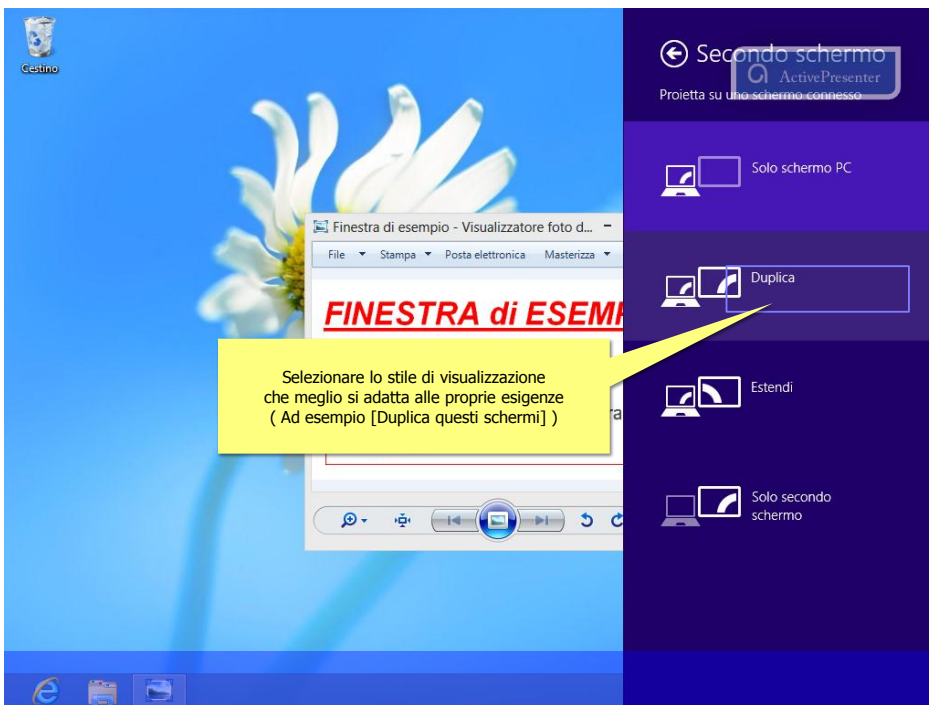 Cestino
Secondo schermo
ActivePresenter
Proietta su uno schermo connesso
Solo schermo PC
Finestra di esempio - Visualizzatore foto d...
File Stampa Posta elettronica Masterizza
Duplica
FINESTRA di ESEM
Selezionare lo stile di visualizzazione
che meglio si adatta alle proprie esigenze
( Ad esempio [Duplica questi schermi] )
ra
Estendi
Solo secondo
schermo